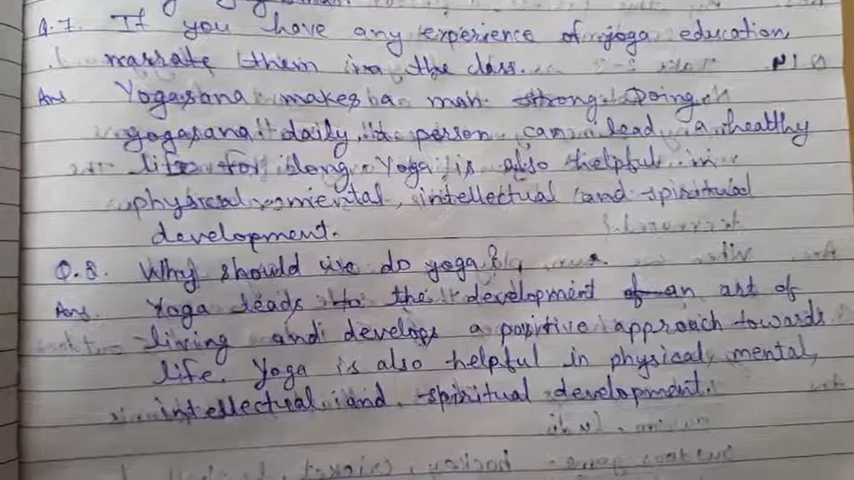 Q.7. If you have any experience of yoga education,
narrate them in the class.
Ans Yogasana makes a man strong. Doing
yogasana daily, person can lead a healthy
life for long. Yoga is also helpful in
physical, mental, intellectual and spiritual
development.
Q.8. Why should we do yoga?
Ans. Yoga leads to the development of an art of
living and develops a positive approach towards
life. Yoga is also helpful in physical, mental,
intellectual and spiritual development.